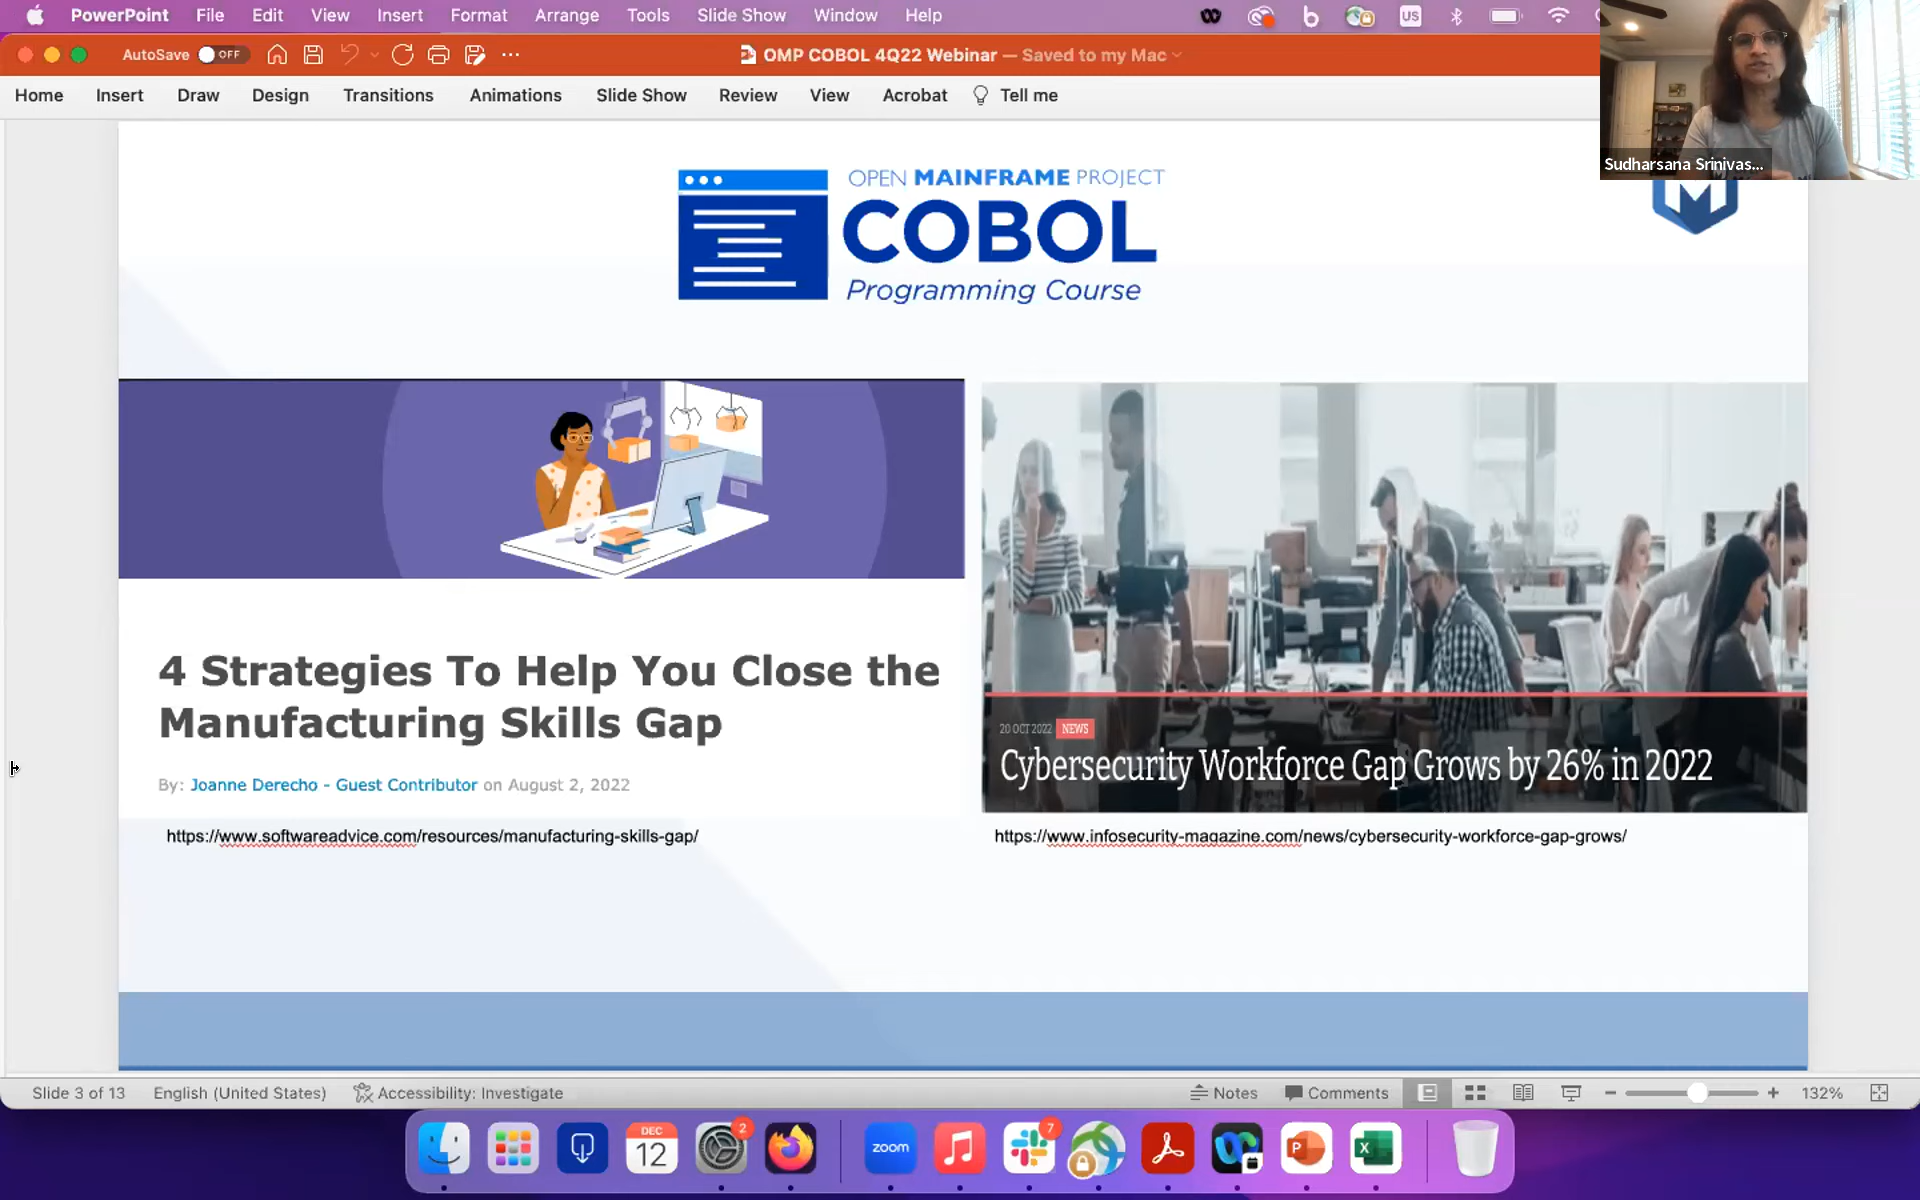 PowerPoint File Edit View Insert Format Arrange Tools Slide Show Window Help US
AutoSave OFF OMP COBOL 4Q22 Webinar — Saved to my Mac
Home Insert Draw Design Transitions Animations Slide Show Review View Acrobat Tell me
Sudharsana Srinivas...
OPEN MAINFRAME PROJECT
COBOL
Programming Course
4 Strategies To Help You Close the
Manufacturing Skills Gap
By: Joanne Derecho - Guest Contributor on August 2, 2022
https://www.softwareadvice.com/resources/manufacturing-skills-gap/
20 OCT 2022 NEWS
Cybersecurity Workforce Gap Grows by 26% in 2022
https://www.infosecurity-magazine.com/news/cybersecurity-workforce-gap-grows/
Slide 3 of 13 English (United States) Accessibility: Investigate Notes Comments 132%
DEC
12
2
zoom
7
P
X